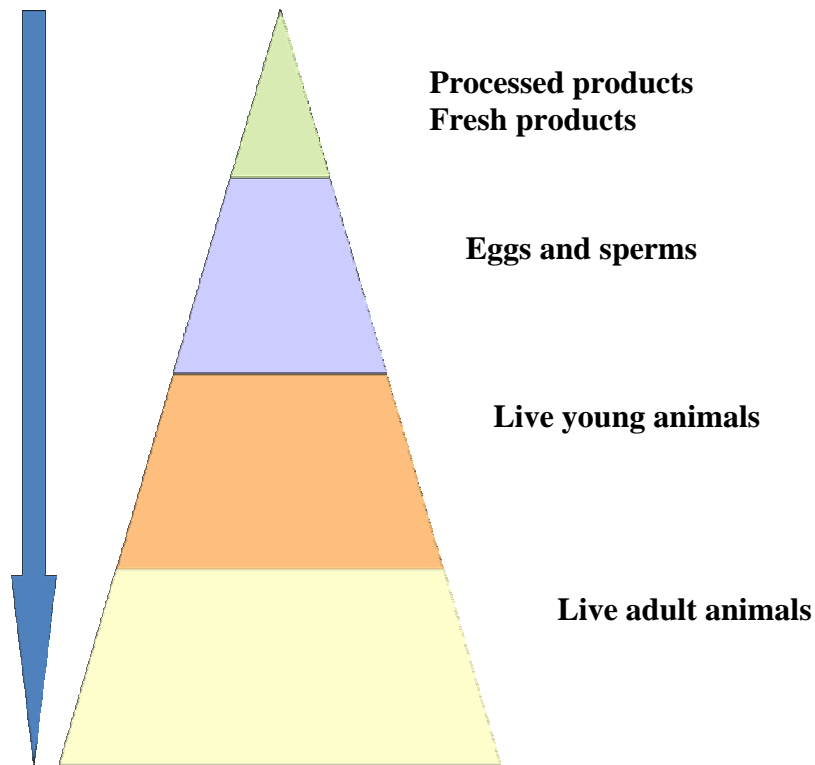 Processed products
Fresh products
Eggs and sperms
Live young animals
Live adult animals